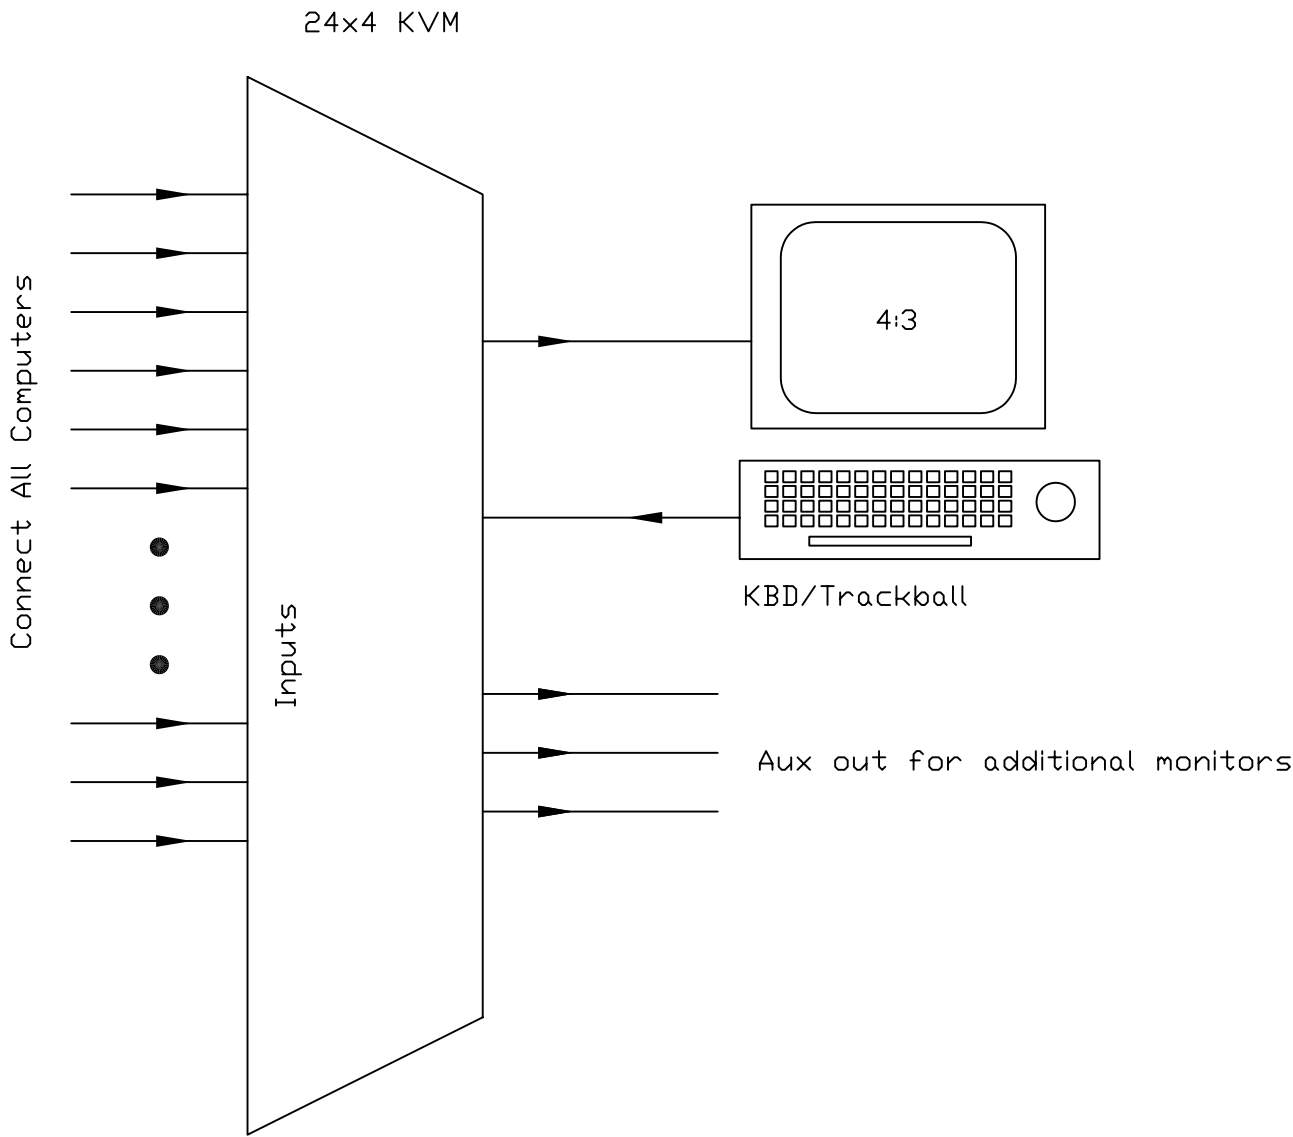 24x4 KVM
Connect All Computers
Inputs
4:3
KBD/Trackball
Aux out for additional monitors